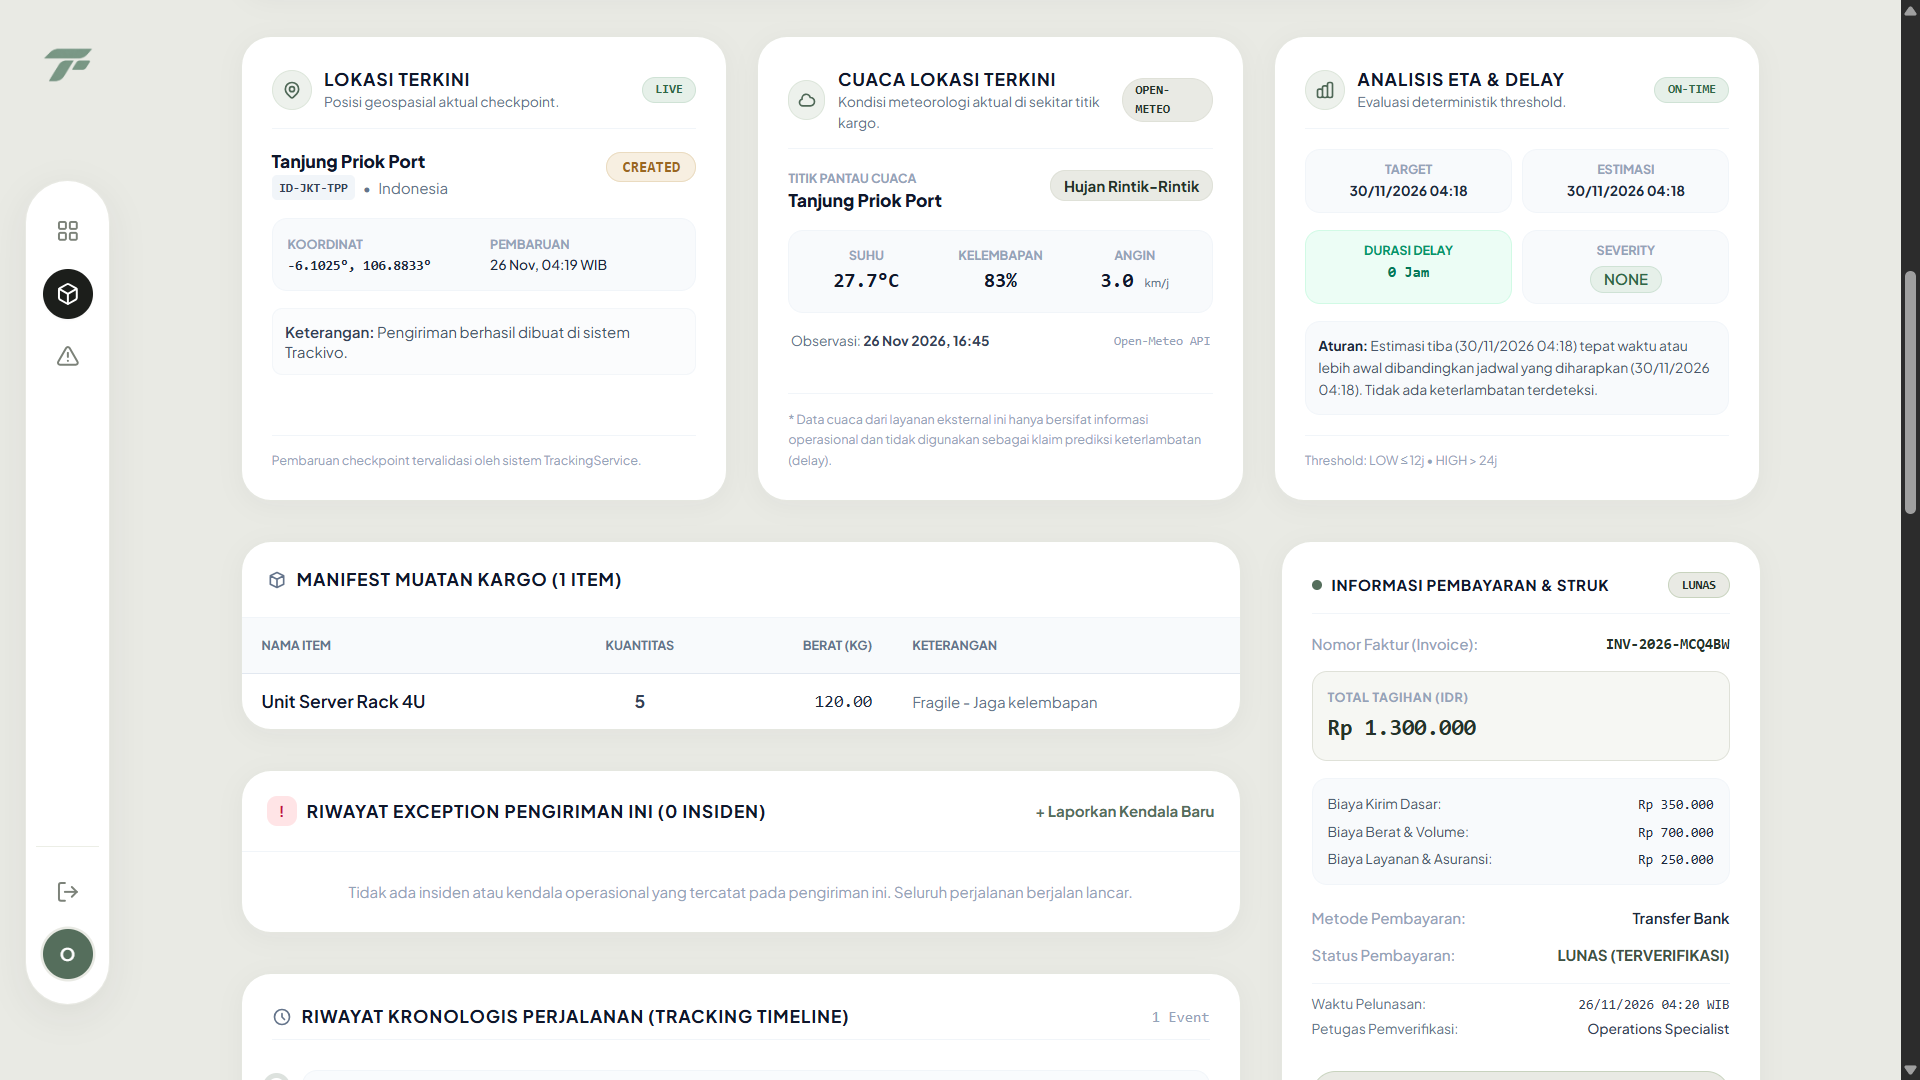 LOKASI TERKINI
Posisi geospasial aktual checkpoint.
LIVE
Tanjung Priok Port
CREATED
ID-JKT-TPP • Indonesia
KOORDINAT
-6.1025°, 106.8833°
PEMBARUAN
26 Nov, 04:19 WIB
Keterangan: Pengiriman berhasil dibuat di sistem
Trackivo.
Pembaruan checkpoint tervalidasi oleh sistem TrackingService.
CUACA LOKASI TERKINI
Kondisi meteorologi aktual di sekitar titik
kargo.
OPEN-
METEO
TITIK PANTAU CUACA
Tanjung Priok Port
Hujan Rintik-Rintik
SUHU
27.7°C
KELEMBAPAN
83%
ANGIN
3.0 km/j
Observasi: 26 Nov 2026, 16:45
Open-Meteo API
* Data cuaca dari layanan eksternal ini hanya bersifat informasi
operasional dan tidak digunakan sebagai klaim prediksi keterlambatan
(delay).
ANALISIS ETA & DELAY
Evaluasi deterministik threshold.
ON-TIME
TARGET
30/11/2026 04:18
ESTIMASI
30/11/2026 04:18
DURASI DELAY
0 Jam
SEVERITY
NONE
Aturan: Estimasi tiba (30/11/2026 04:18) tepat waktu atau
lebih awal dibandingkan jadwal yang diharapkan (30/11/2026
04:18). Tidak ada keterlambatan terdeteksi.
Threshold: LOW ≤ 12j • HIGH > 24j
MANIFEST MUATAN KARGO (1 ITEM)
NAMA ITEM KUANTITAS BERAT (KG) KETERANGAN
Unit Server Rack 4U 5 120.00 Fragile - Jaga kelembapan
! RIWAYAT EXCEPTION PENGIRIMAN INI (0 INSIDEN)
+ Laporkan Kendala Baru
Tidak ada insiden atau kendala operasional yang tercatat pada pengiriman ini. Seluruh perjalanan berjalan lancar.
RIWAYAT KRONOLOGIS PERJALANAN (TRACKING TIMELINE)
1 Event
INFORMASI PEMBAYARAN & STRUK
LUNAS
Nomor Faktur (Invoice): INV-2026-MCQ4BW
TOTAL TAGIHAN (IDR)
Rp 1.300.000
Biaya Kirim Dasar: Rp 350.000
Biaya Berat & Volume: Rp 700.000
Biaya Layanan & Asuransi: Rp 250.000
Metode Pembayaran: Transfer Bank
Status Pembayaran: LUNAS (TERVERIFIKASI)
Waktu Pelunasan: 26/11/2026 04:20 WIB
Petugas Pemverifikasi: Operations Specialist
O